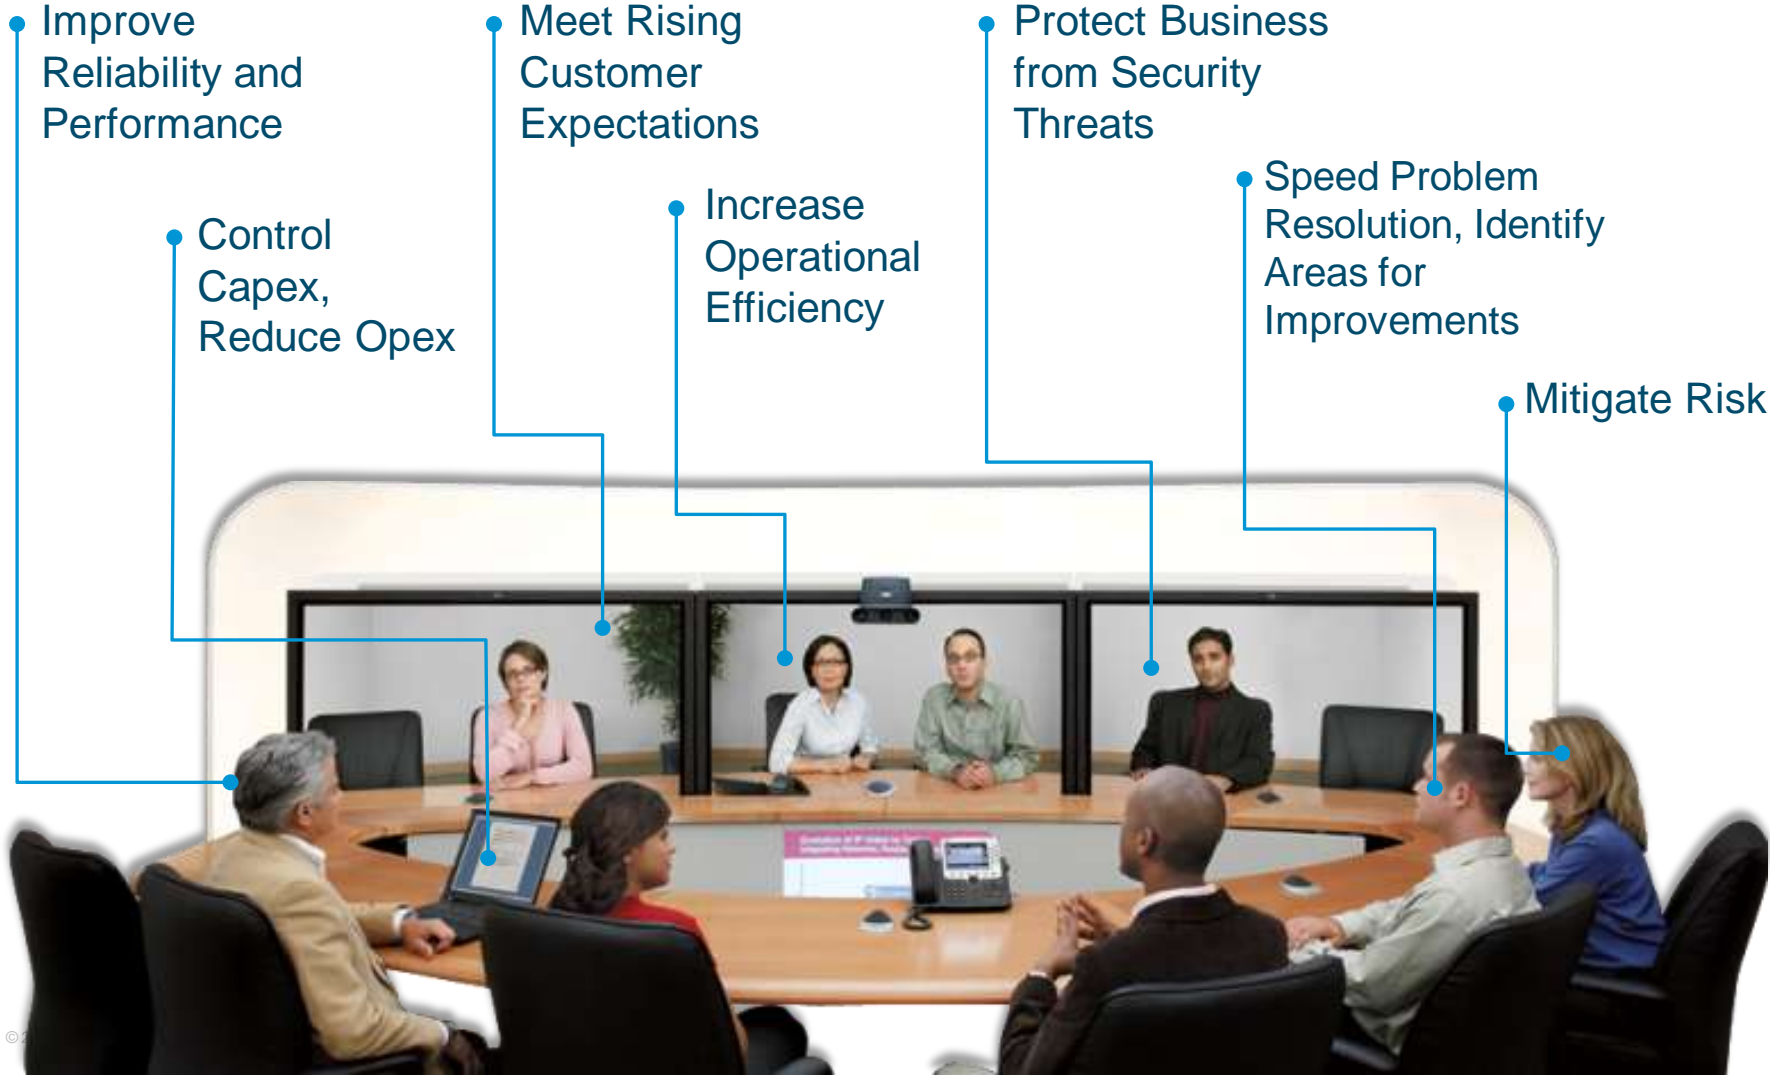 Improve
Reliability and
Performance
Meet Rising
Customer
Expectations
Protect Business
from Security
Threats
Control
Capex,
Reduce Opex
Increase
Operational
Efficiency
Speed Problem
Resolution, Identify
Areas for
Improvements
Mitigate Risk
©